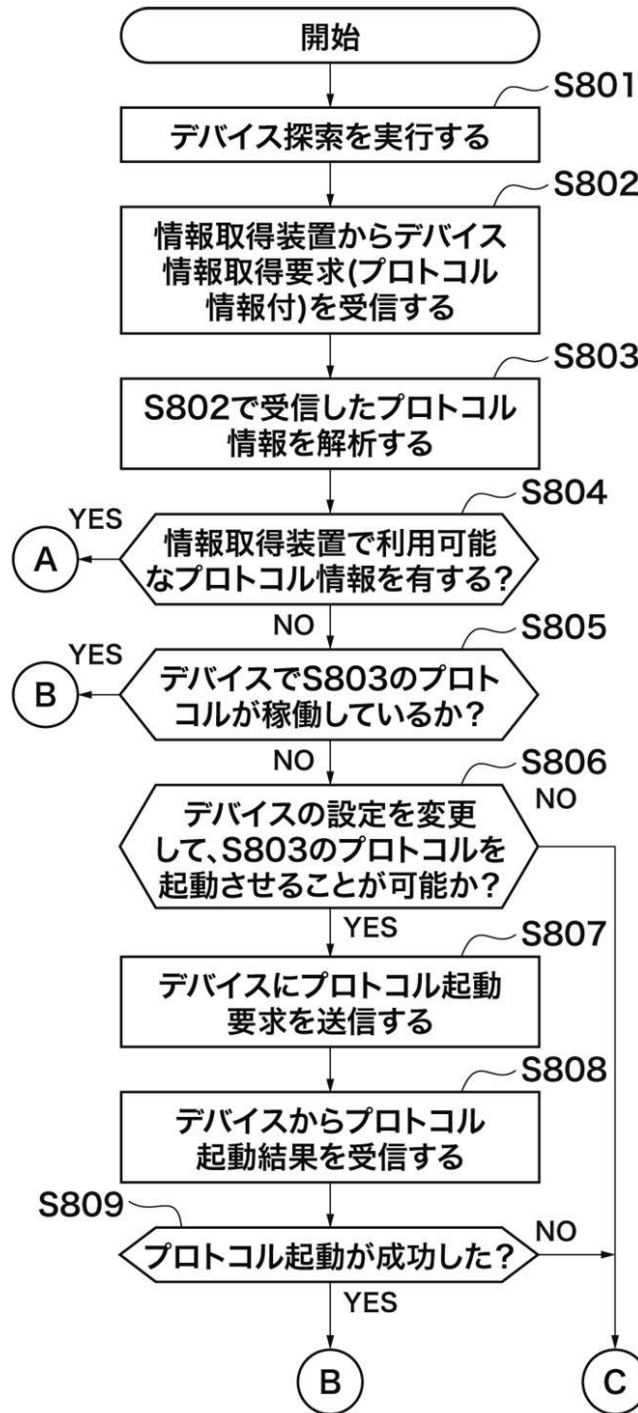 開始
S801
デバイス探索を実行する
S802
情報取得装置からデバイス
情報取得要求(プロトコル
情報付)を受信する
S803
S802で受信したプロトコル
情報を解析する
S804
YES
A
情報取得装置で利用可能
なプロトコル情報を有する?
NO
S805
YES
B
デバイスでS803のプロト
コルが稼働しているか?
NO
S806
NO
デバイスの設定を変更
して、S803のプロトコルを
起動させることが可能か?
YES
S807
デバイスにプロトコル起動
要求を送信する
S808
デバイスからプロトコル
起動結果を受信する
S809
プロトコル起動が成功した?
NO
YES
B
C